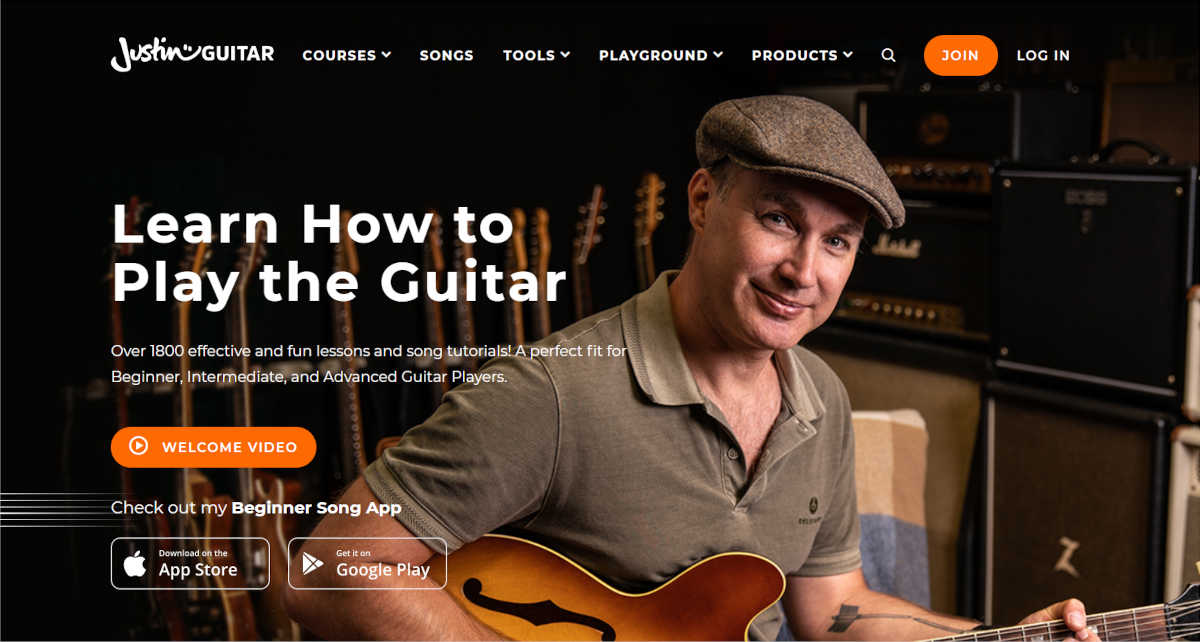 Justin GUITAR COURSES SONGS TOOLS PLAYGROUND PRODUCTS JOIN LOG IN
Learn How to
Play the Guitar
Over 1800 effective and fun lessons and song tutorials! A perfect fit for
Beginner, Intermediate, and Advanced Guitar Players.
WELCOME VIDEO
Check out my Beginner Song App
Download on the
App Store
Get it on
Google Play
BOSS
Marshall